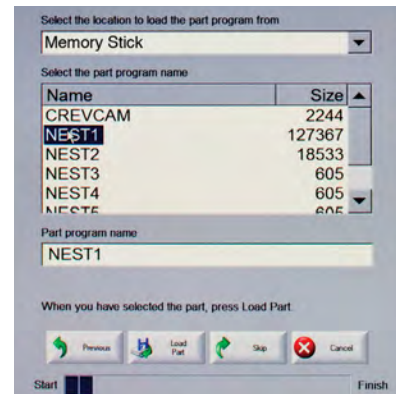 Select the location to load the part program from
Memory Stick
Select the part program name
Name Size
CREVCAM 2244
NEST1 127367
NEST2 18533
NEST3 605
NEST4 605
NEST5 605
Part program name
NEST1
When you have selected the part, press Load Part.
Previous Load Part Skip Cancel
Start Finish